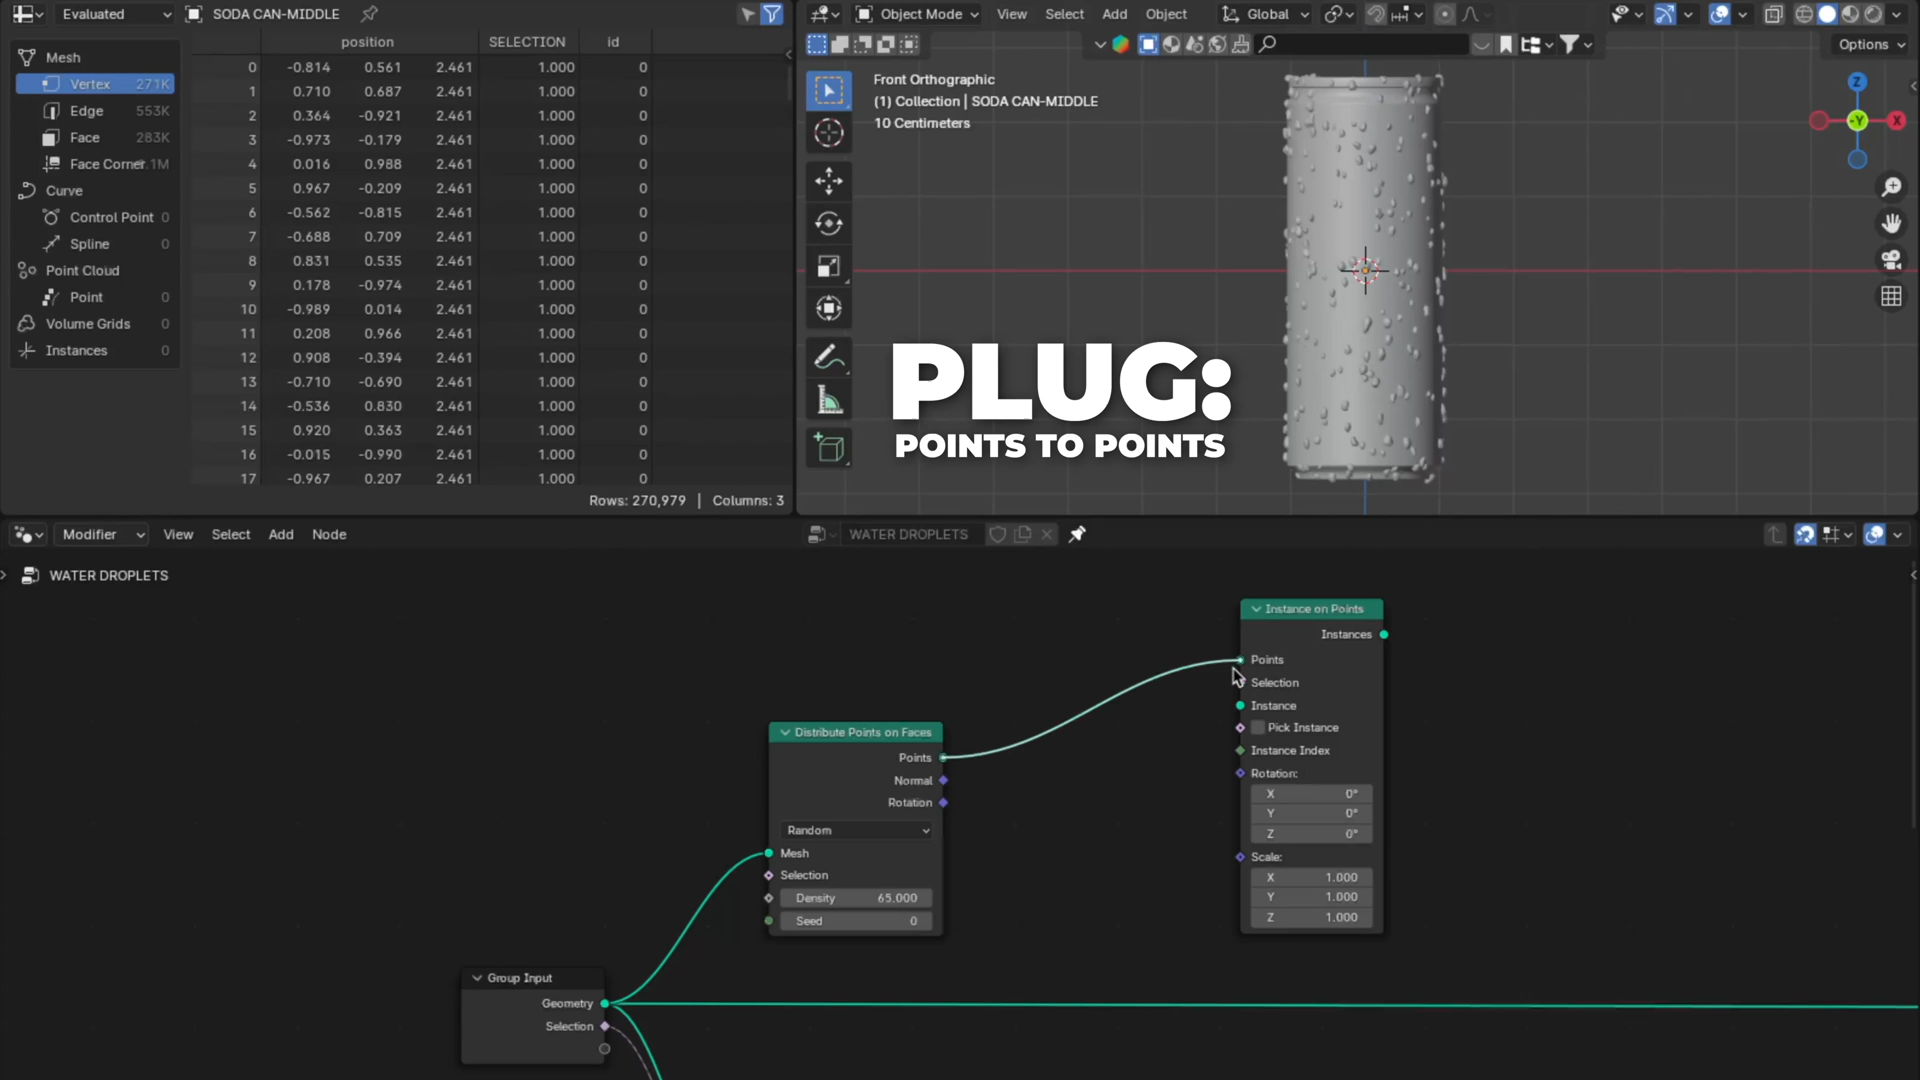 Evaluated
SODA CAN-MIDDLE
Mesh
Vertex 271K
Edge 553K
Face 283K
Face Corner
Curve
Control Point 0
Spline 0
Point Cloud
Point 0
Volume Grids 0
Instances 0
position SELECTION id
0 -0.814 0.561 2.461 1.000 0
1 0.710 0.687 2.461 1.000 0
2 0.364 -0.921 2.461 1.000 0
3 -0.973 -0.179 2.461 1.000 0
4 0.016 0.988 2.461 1.000 0
5 0.967 -0.209 2.461 1.000 0
6 -0.562 -0.815 2.461 1.000 0
7 -0.688 0.709 2.461 1.000 0
8 0.831 0.535 2.461 1.000 0
9 0.178 -0.974 2.461 1.000 0
10 -0.989 0.014 2.461 1.000 0
11 0.208 0.966 2.461 1.000 0
12 0.908 -0.394 2.461 1.000 0
13 -0.710 -0.690 2.461 1.000 0
14 -0.536 0.830 2.461 1.000 0
15 0.920 0.363 2.461 1.000 0
16 -0.015 -0.990 2.461 1.000 0
17 -0.967 0.207 2.461 1.000 0
Rows: 270,979 | Columns: 3
Object Mode View Select Add Object Global
Options
Front Orthographic
(1) Collection | SODA CAN-MIDDLE
10 Centimeters
Z
-Y
X
PLUG:
POINTS TO POINTS
Modifier View Select Add Node
WATER DROPLETS
WATER DROPLETS
Group Input
Geometry
Selection
Distribute Points on Faces
Points
Normal
Rotation
Random
Mesh
Selection
Density 65.000
Seed 0
Instance on Points
Instances
Points
Selection
Instance
Pick Instance
Instance Index
Rotation:
X 0°
Y 0°
Z 0°
Scale:
X 1.000
Y 1.000
Z 1.000